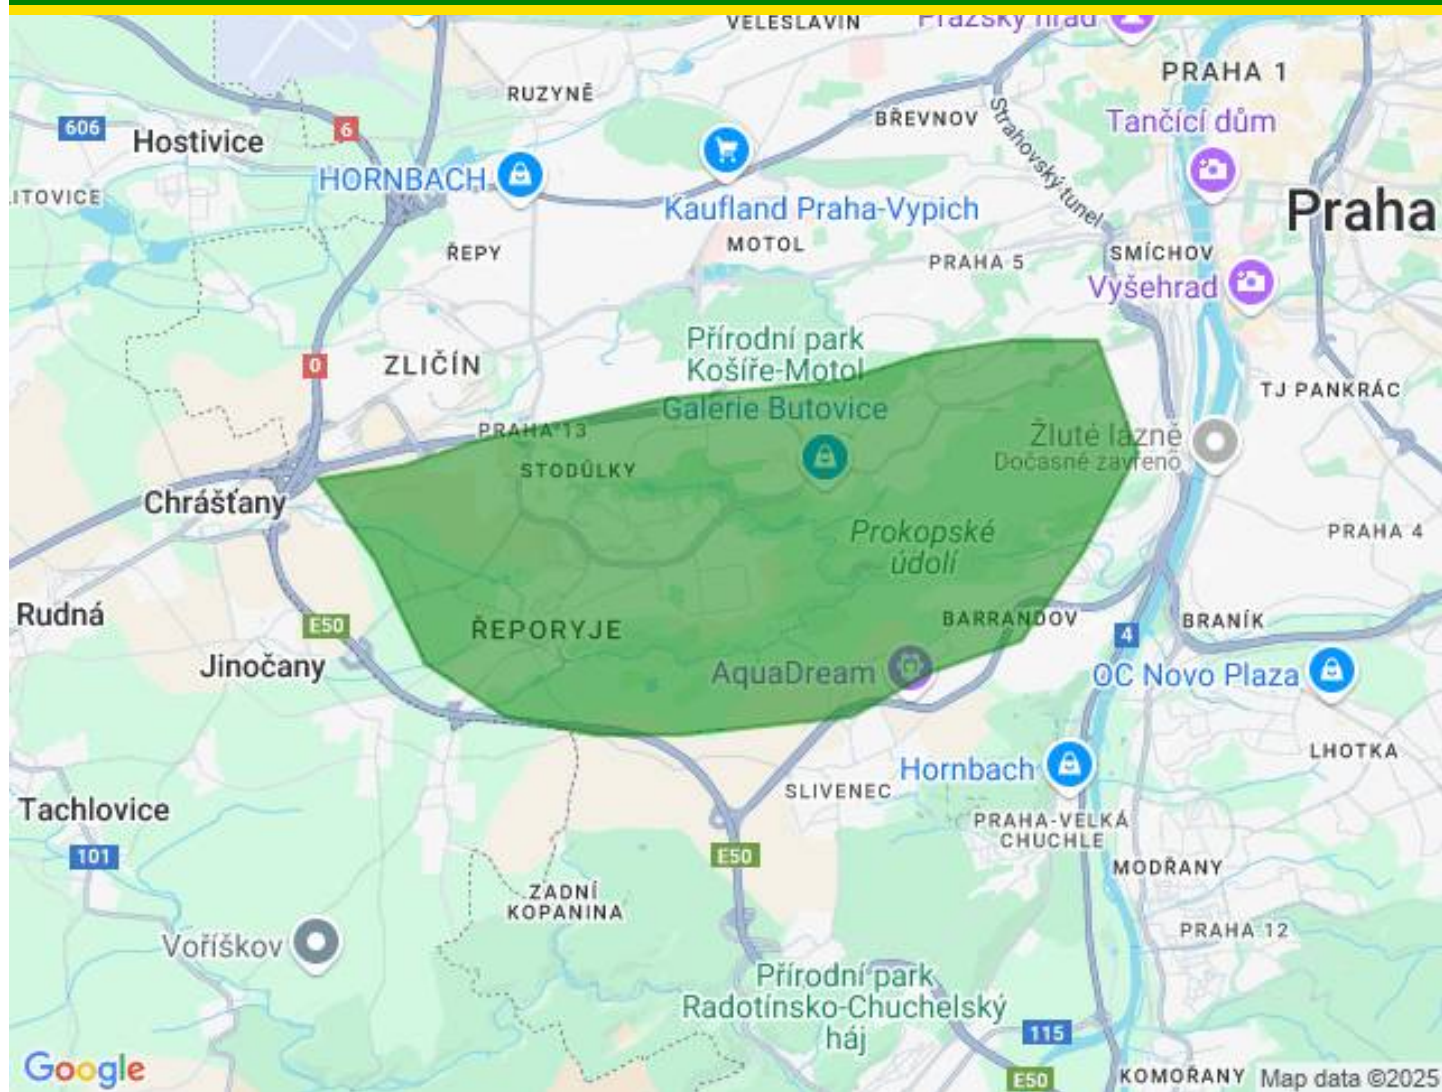 VELESLAVÍN
Pražský hrad
PRAHA 1
RUZYNĚ
606
Hostivice
6
BŘEVNOV
Strahovský tunel
Tančící dům
HORNBACH
ITOVICE
Kaufland Praha-Vypich
Praha
ŘEPY
MOTOL
PRAHA 5
SMÍCHOV
Vyšehrad
Přírodní park
Košíře-Motol
0
ZLIČÍN
TJ PANKRÁC
Galerie Butovice
PRAHA 13
STODŮLKY
Žluté lázně
Dočasně zavřeno
Chrášťany
Prokopské
údolí
PRAHA 4
Rudná
E50
ŘEPORYJE
BARRANDOV
4
BRANÍK
Jinočany
AquaDream
OC Novo Plaza
Hornbach
LHOTKA
SLIVENEC
Tachlovice
PRAHA-VELKÁ
CHUCHLE
101
E50
MODŘANY
ZADNÍ
KOPANINA
PRAHA 12
Voříškov
Přírodní park
Radotínsko-Chuchelský
háj
115
Google
E50
KOMOŘANY
Map data ©2025